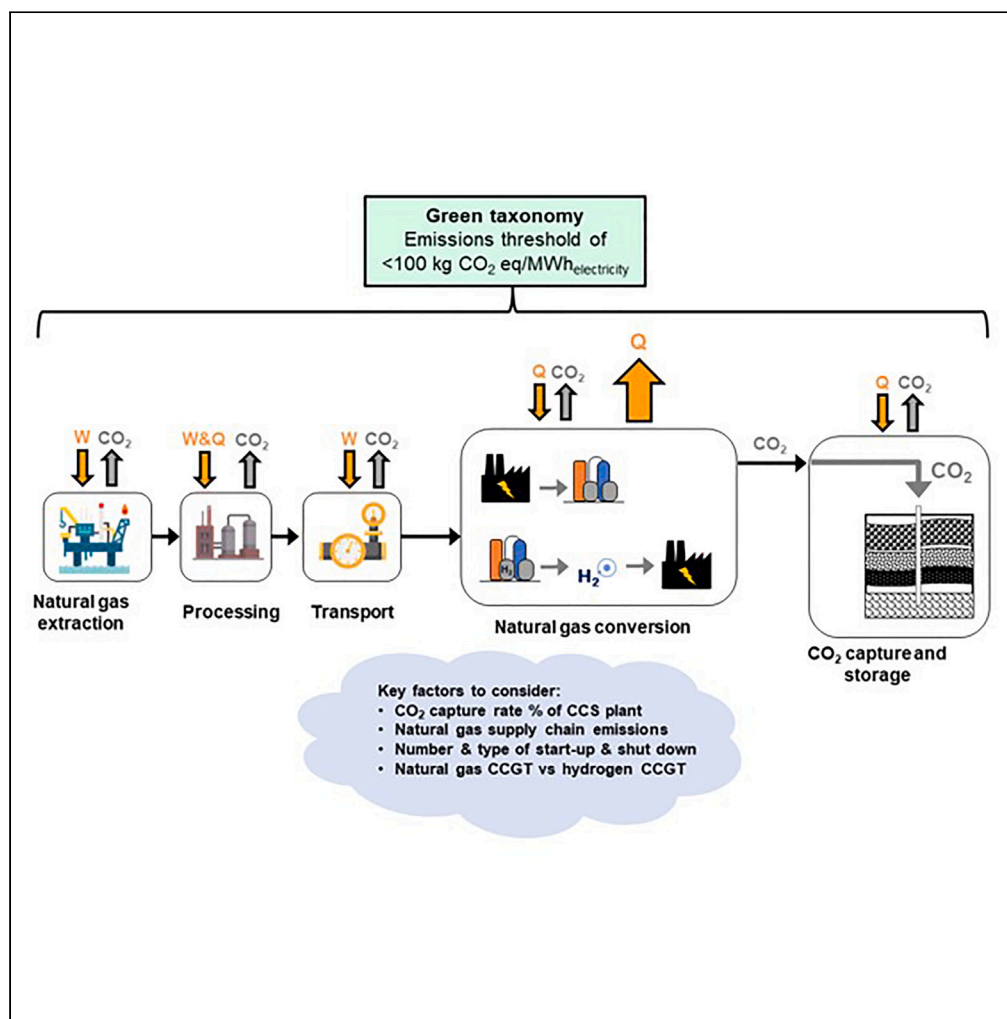 Green taxonomy
Emissions threshold of
<100 kg CO₂ eq/MWhelectricity
Q
Q CO₂
Q CO₂
W CO₂
W&Q CO₂
W CO₂
CO₂
CO₂
H₂
H₂
Natural gas
extraction
Processing
Transport
Natural gas conversion
CO₂ capture and
storage
Key factors to consider:
• CO₂ capture rate % of CCS plant
• Natural gas supply chain emissions
• Number & type of start-up & shut down
• Natural gas CCGT vs hydrogen CCGT